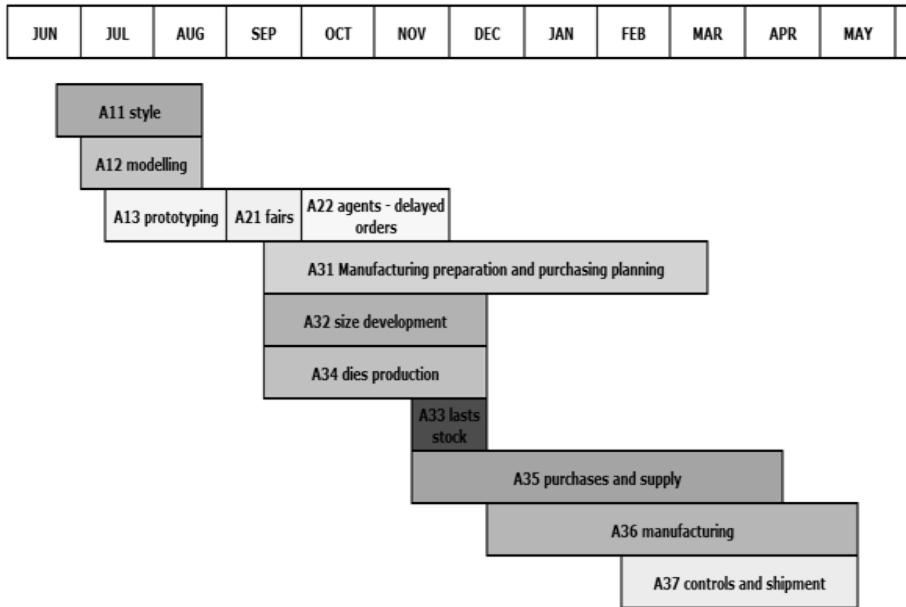 JUN JUL AUG SEP OCT NOV DEC JAN FEB MAR APR MAY
A11 style
A12 modelling
A13 prototyping A21 fairs A22 agents - delayed
orders
A31 Manufacturing preparation and purchasing planning
A32 size development
A34 dies production
A33 lasts
stock
A35 purchases and supply
A36 manufacturing
A37 controls and shipment